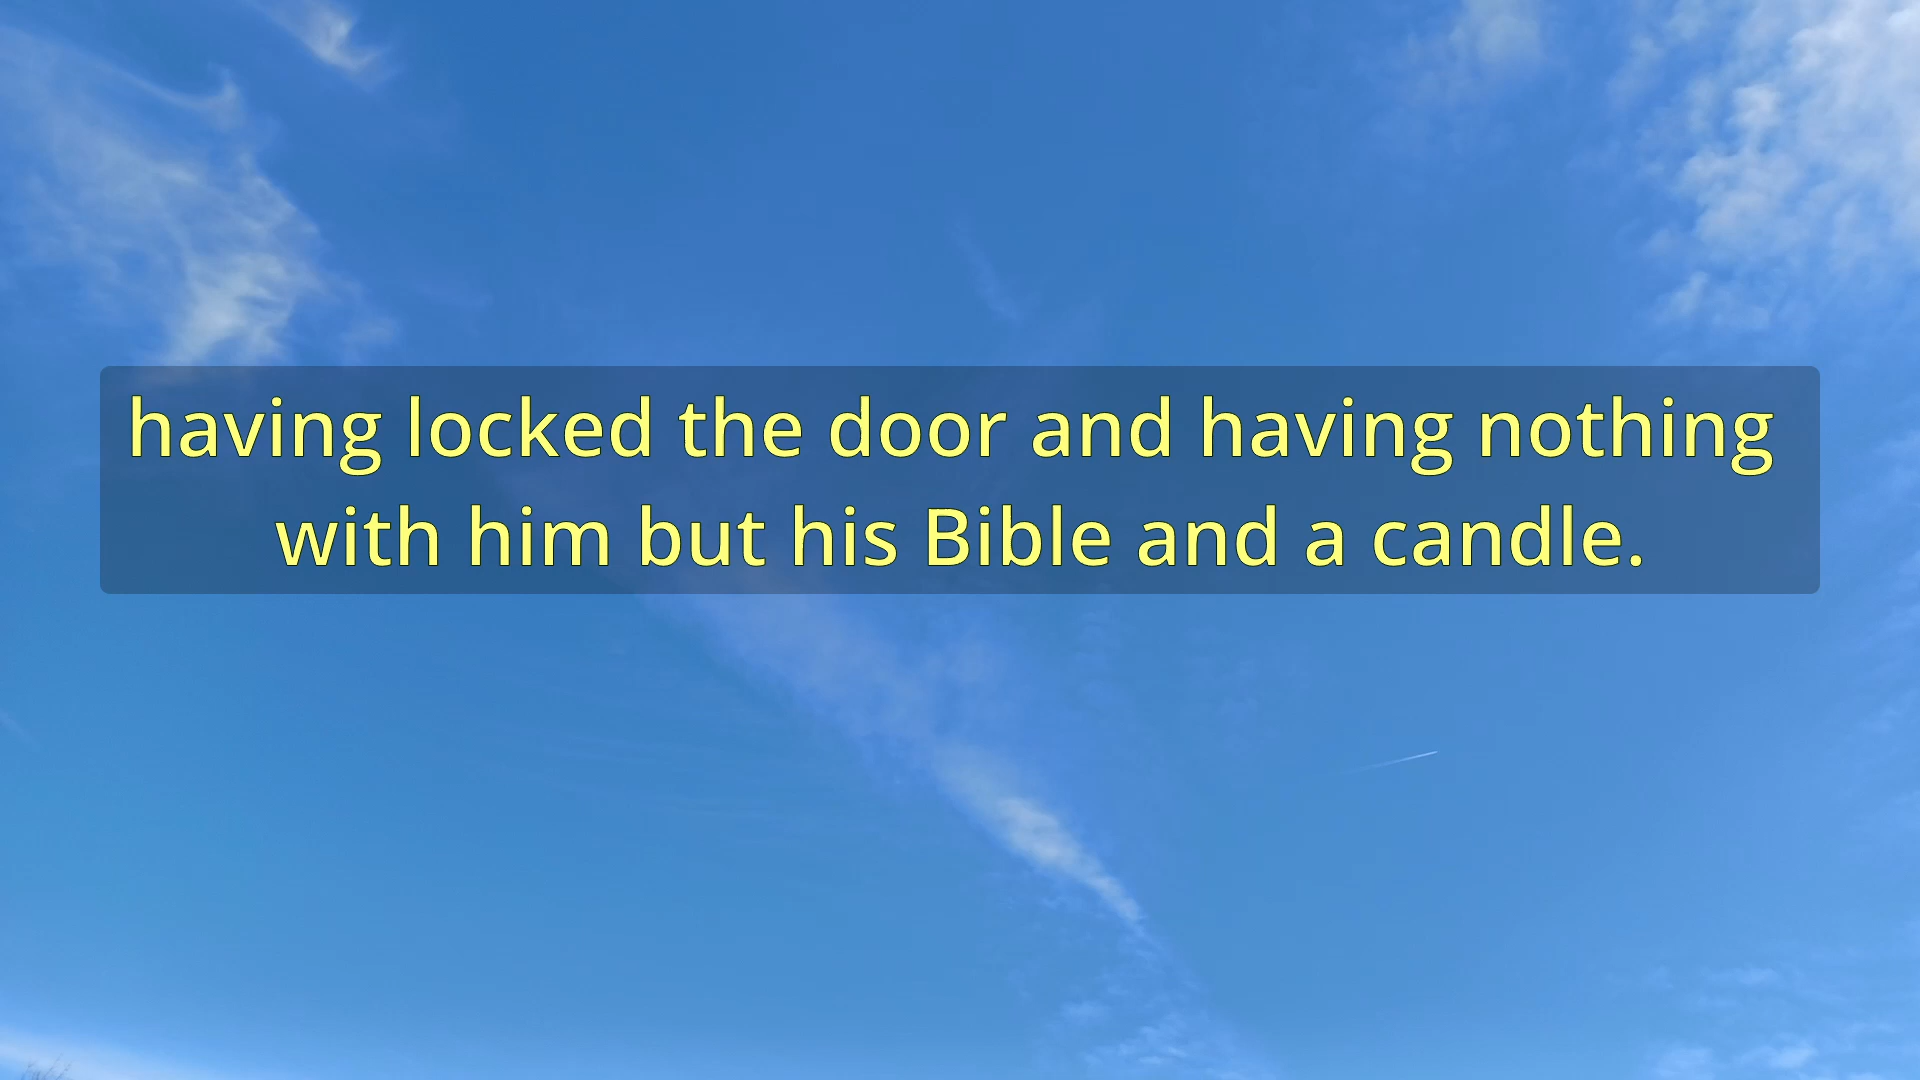 having locked the door and having nothing
with him but his Bible and a candle.